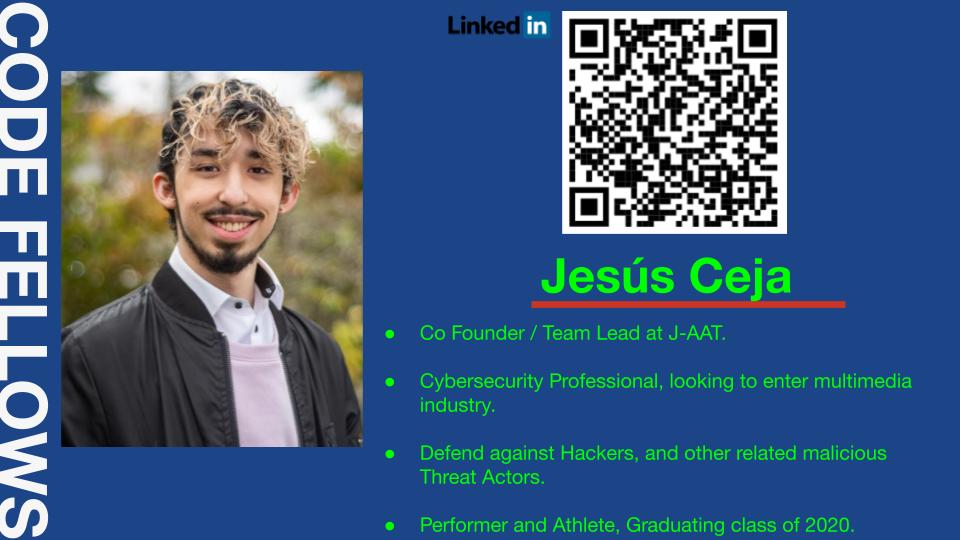 CODE FELLOWS
Linked in
Jesús Ceja
● Co Founder / Team Lead at J-AAT.
● Cybersecurity Professional, looking to enter multimedia
industry.
● Defend against Hackers, and other related malicious
Threat Actors.
● Performer and Athlete, Graduating class of 2020.